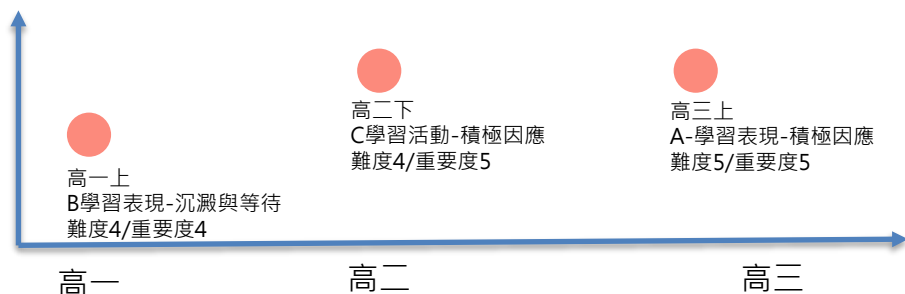 高一上
B學習表現-沉澱與等待
難度4/重要度4
高二下
C學習活動-積極因應
難度4/重要度5
高三上
A-學習表現-積極因應
難度5/重要度5
高一
高二
高三